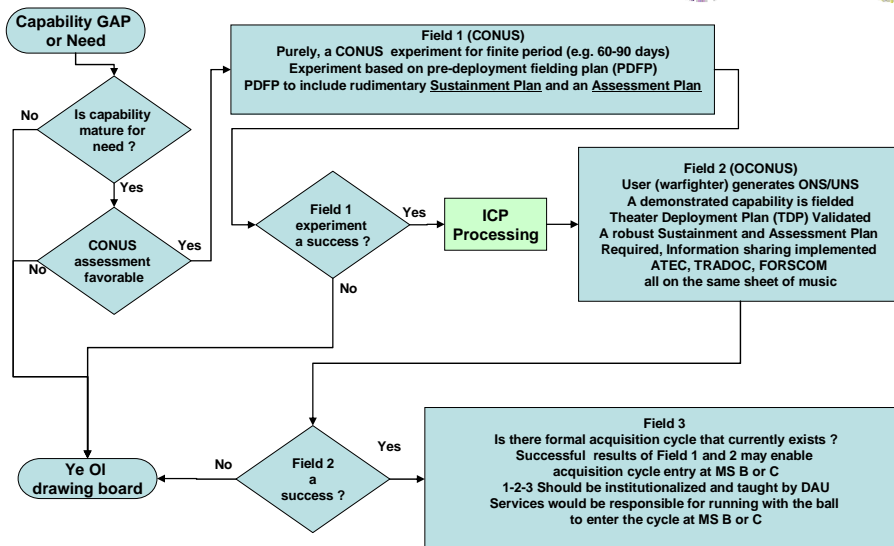 Capability GAP
or Need
Field 1 (CONUS)
Purely, a CONUS experiment for finite period (e.g. 60-90 days)
Experiment based on pre-deployment fielding plan (PDFP)
PDFP to include rudimentary Sustainment Plan and an Assessment Plan
No
Is capability
mature for
need ?
Yes
CONUS
assessment
favorable
Yes
No
Field 1
experiment
a success ?
Yes
No
ICP
Processing
Field 2 (OCONUS)
User (warfighter) generates ONS/UNS
A demonstrated capability is fielded
Theater Deployment Plan (TDP) Validated
A robust Sustainment and Assessment Plan
Required, Information sharing implemented
ATEC, TRADOC, FORSCOM
all on the same sheet of music
Ye Ol
drawing board
No
Field 2
a
success ?
Yes
Field 3
Is there formal acquisition cycle that currently exists ?
Successful results of Field 1 and 2 may enable
acquisition cycle entry at MS B or C
1-2-3 Should be institutionalized and taught by DAU
Services would be responsible for running with the ball
to enter the cycle at MS B or C